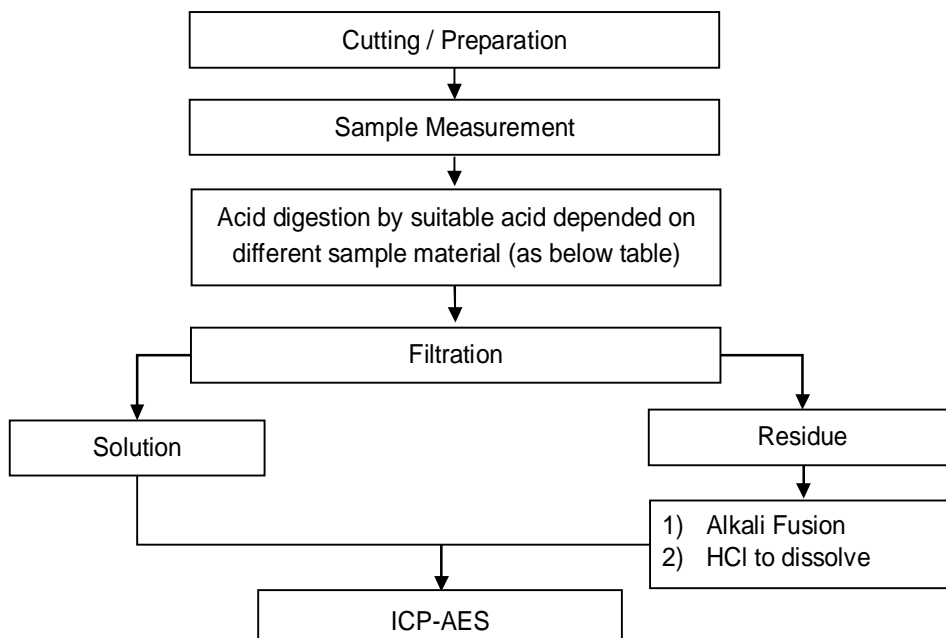 Cutting / Preparation
Sample Measurement
Acid digestion by suitable acid depended on
different sample material (as below table)
Filtration
Solution
Residue
1) Alkali Fusion
2) HCl to dissolve
ICP-AES